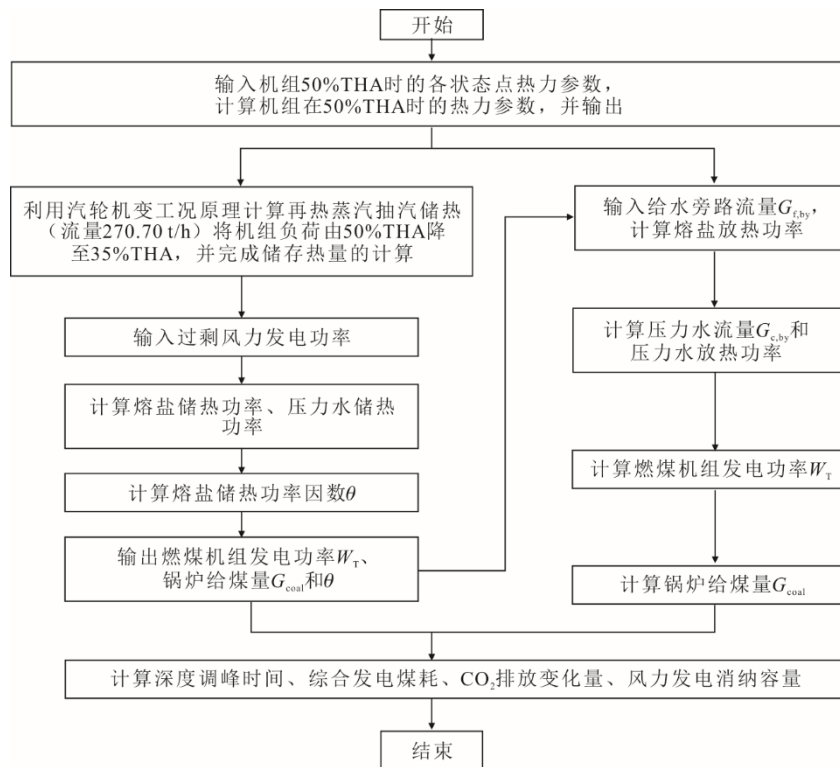 开始
输入机组50%THA时的各状态点热力参数，
计算机组在50%THA时的热力参数，并输出
利用汽轮机变工况原理计算再热蒸汽抽汽储热
（流量270.70 t/h）将机组负荷由50%THA降
至35%THA，并完成储存热量的计算
输入过剩风力发电功率
计算熔盐储热功率、压力水储热
功率
计算熔盐储热功率因数θ
输出燃煤机组发电功率W_T、
锅炉给煤量G_coal和θ
输入给水旁路流量G_f,by，
计算熔盐放热功率
计算压力水流量G_c,by和
压力水放热功率
计算燃煤机组发电功率W_T
计算锅炉给煤量G_coal
计算深度调峰时间、综合发电煤耗、CO₂排放变化量、风力发电消纳容量
结束